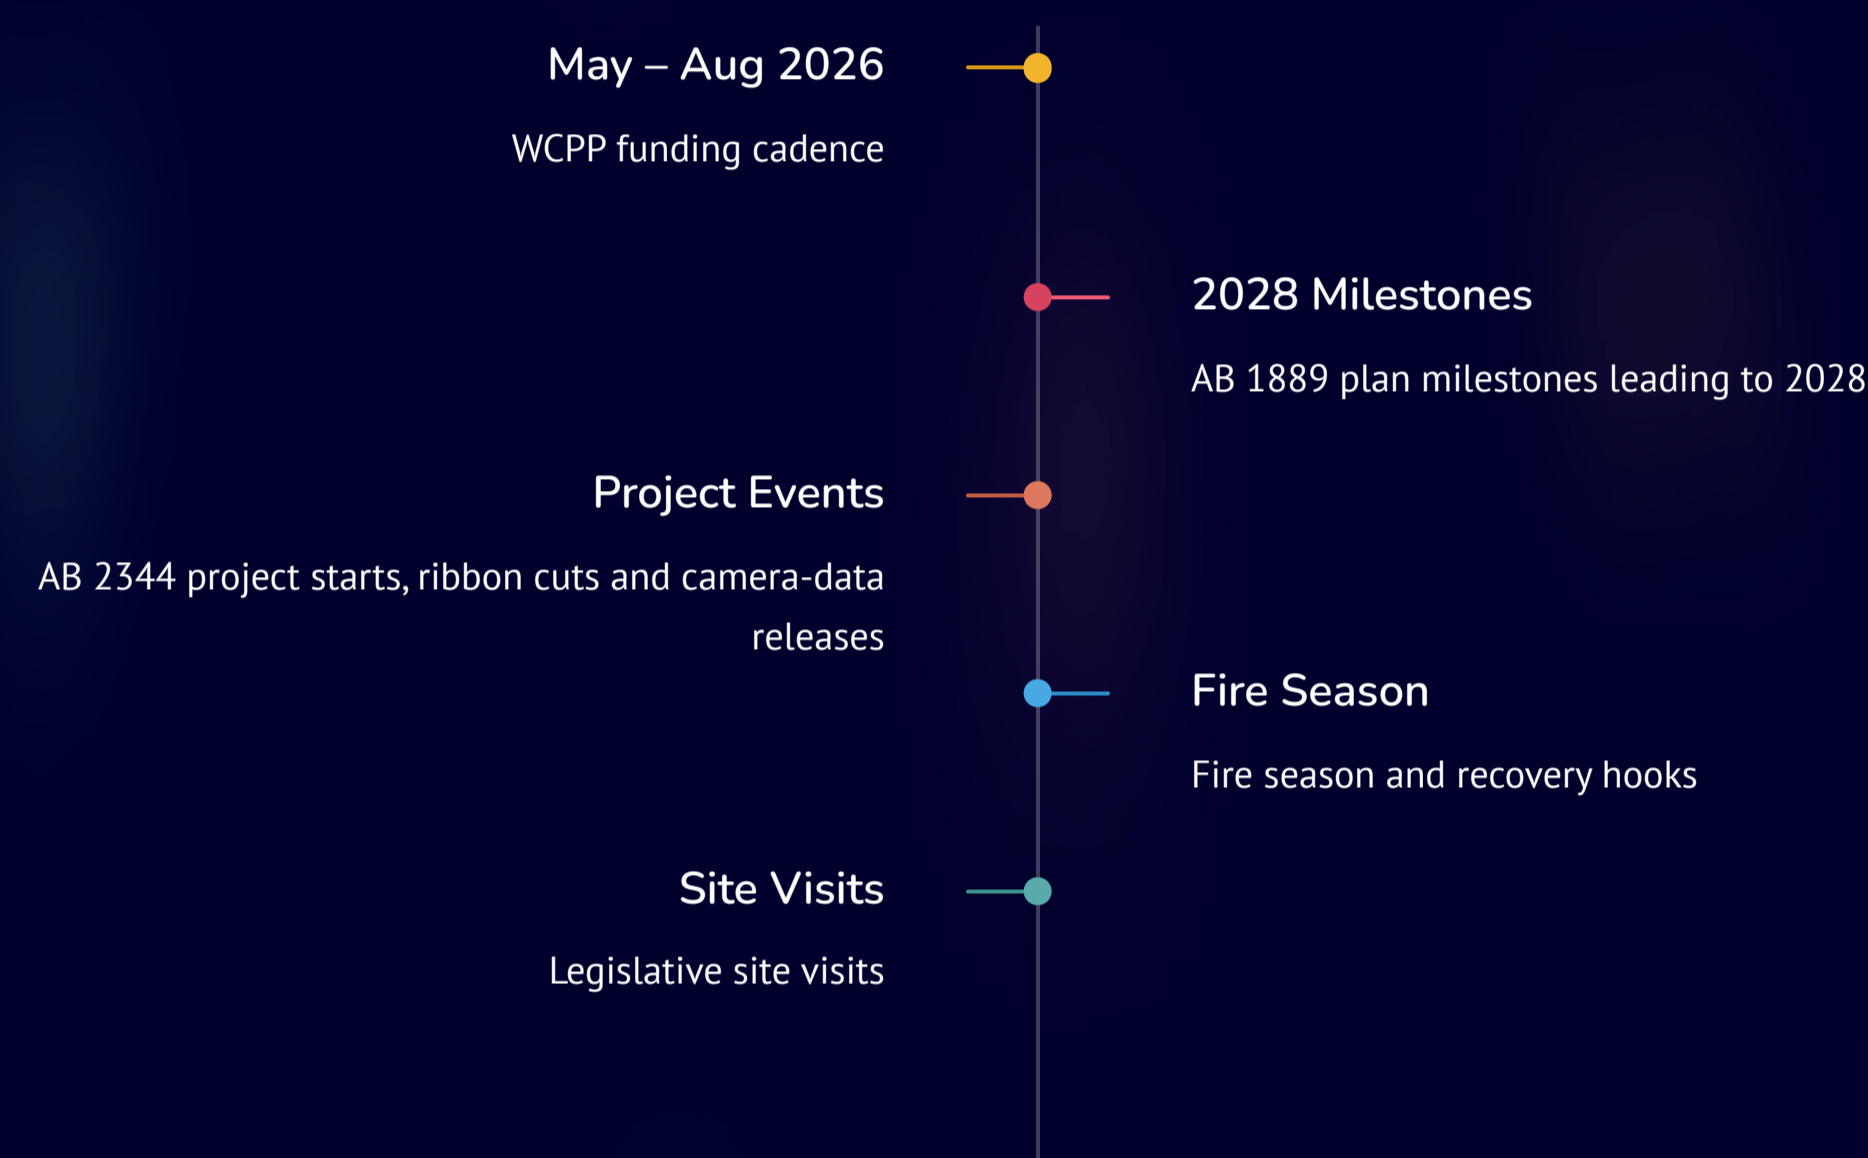 May – Aug 2026
WCPP funding cadence
2028 Milestones
AB 1889 plan milestones leading to 2028
Project Events
AB 2344 project starts, ribbon cuts and camera-data
releases
Fire Season
Fire season and recovery hooks
Site Visits
Legislative site visits